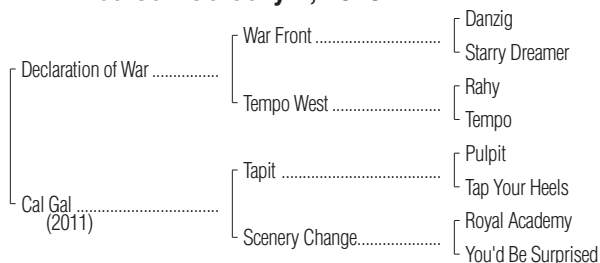 Danzig
War Front
Starry Dreamer
Declaration of War
Rahy
Tempo West
Tempo
Pulpit
Tapit
Tap Your Heels
Cal Gal
(2011)
Royal Academy
Scenery Change
You'd Be Surprised